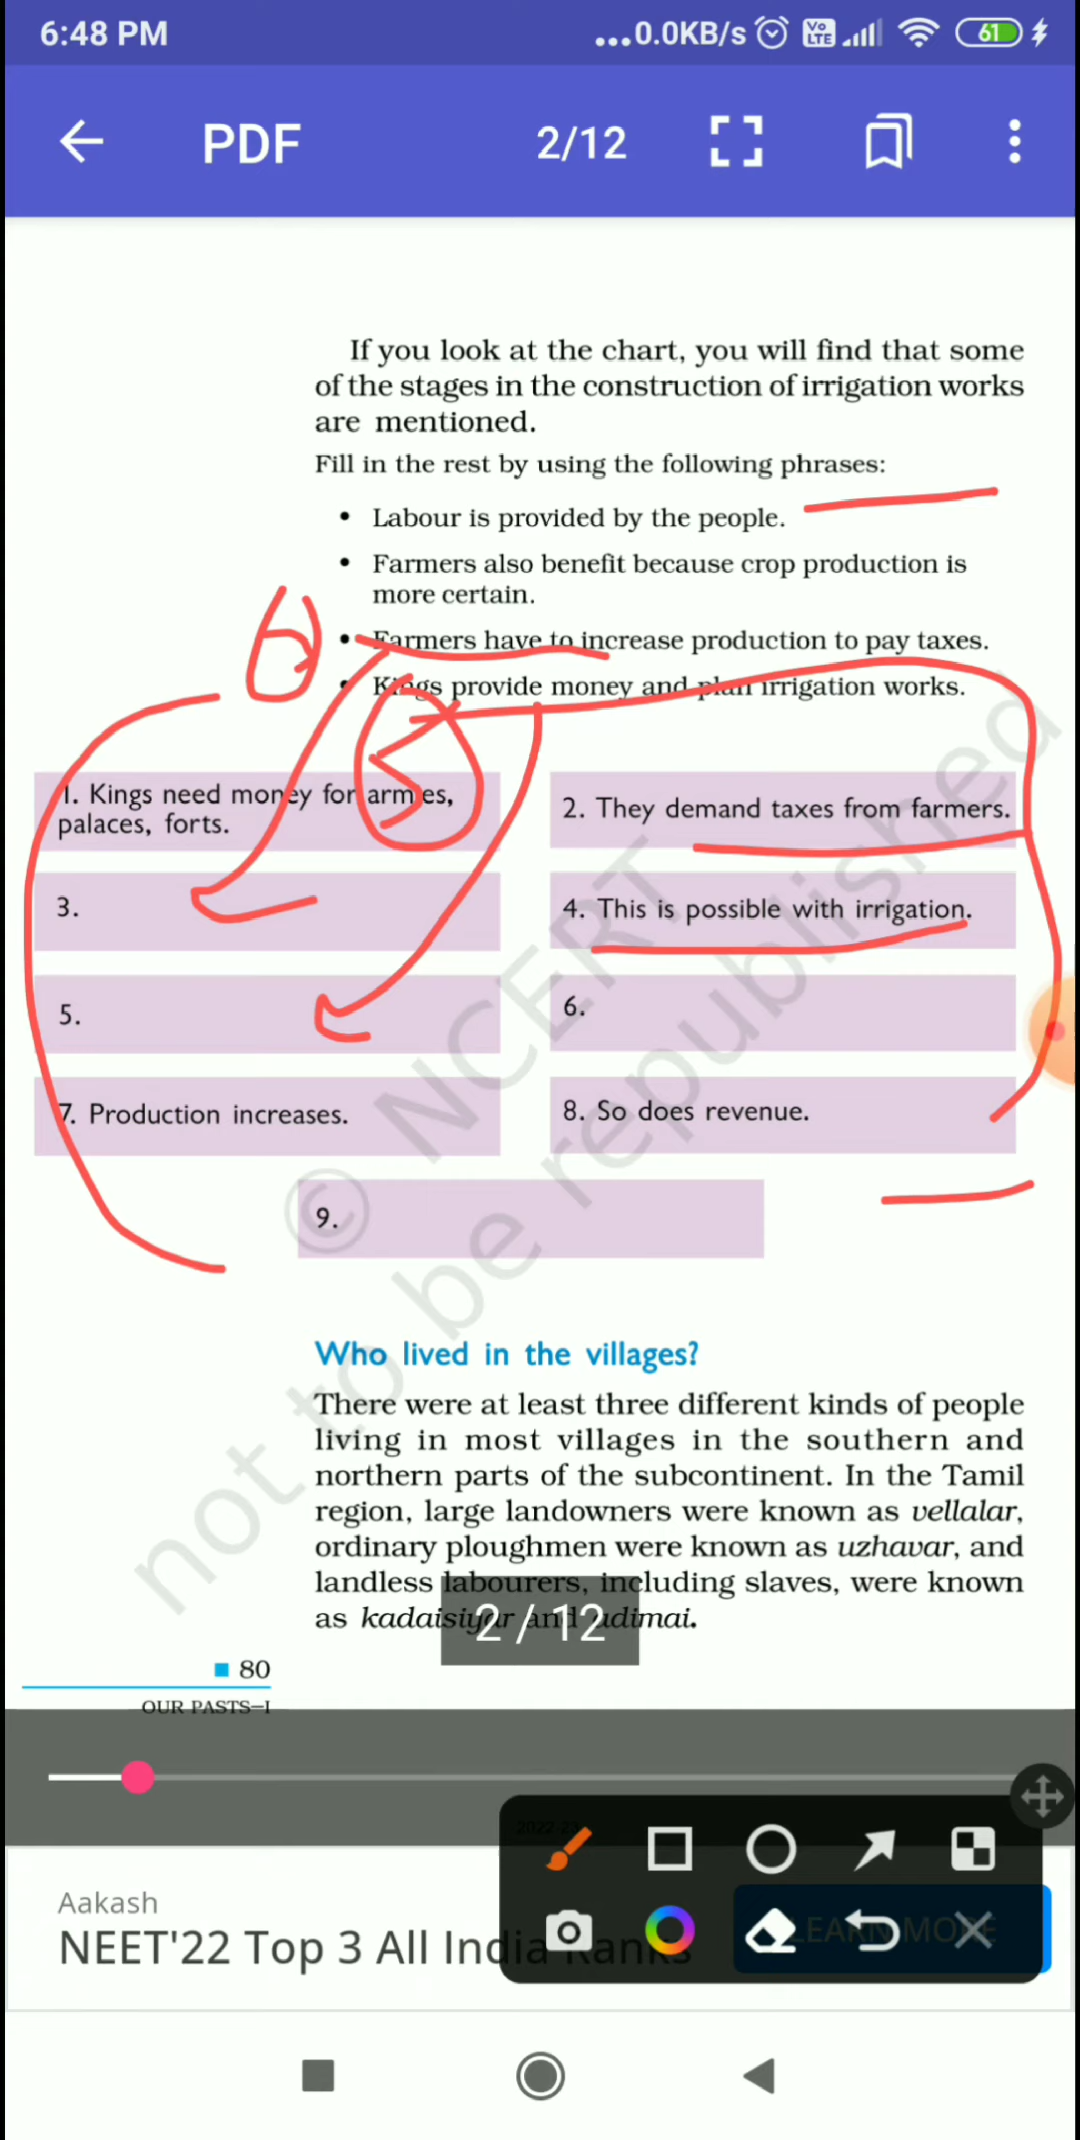 6:48 PM
...0.0KB/s
Vo LTE
61
PDF
2/12
If you look at the chart, you will find that some
of the stages in the construction of irrigation works
are mentioned.
Fill in the rest by using the following phrases:
• Labour is provided by the people.
• Farmers also benefit because crop production is
more certain.
• Farmers have to increase production to pay taxes.
• Kings provide money and plan irrigation works.
1. Kings need money for armies,
palaces, forts.
2. They demand taxes from farmers.
3.
4. This is possible with irrigation.
5.
6.
7. Production increases.
8. So does revenue.
9.
© NCERT
not to be republished
Who lived in the villages?
There were at least three different kinds of people
living in most villages in the southern and
northern parts of the subcontinent. In the Tamil
region, large landowners were known as vellalar,
ordinary ploughmen were known as uzhavar, and
landless labourers, including slaves, were known
as kadaisiyar and adimai.
2 / 12
80
OUR PASTS–I
Aakash
NEET'22 Top 3 All India Ranks
LEARN MORE